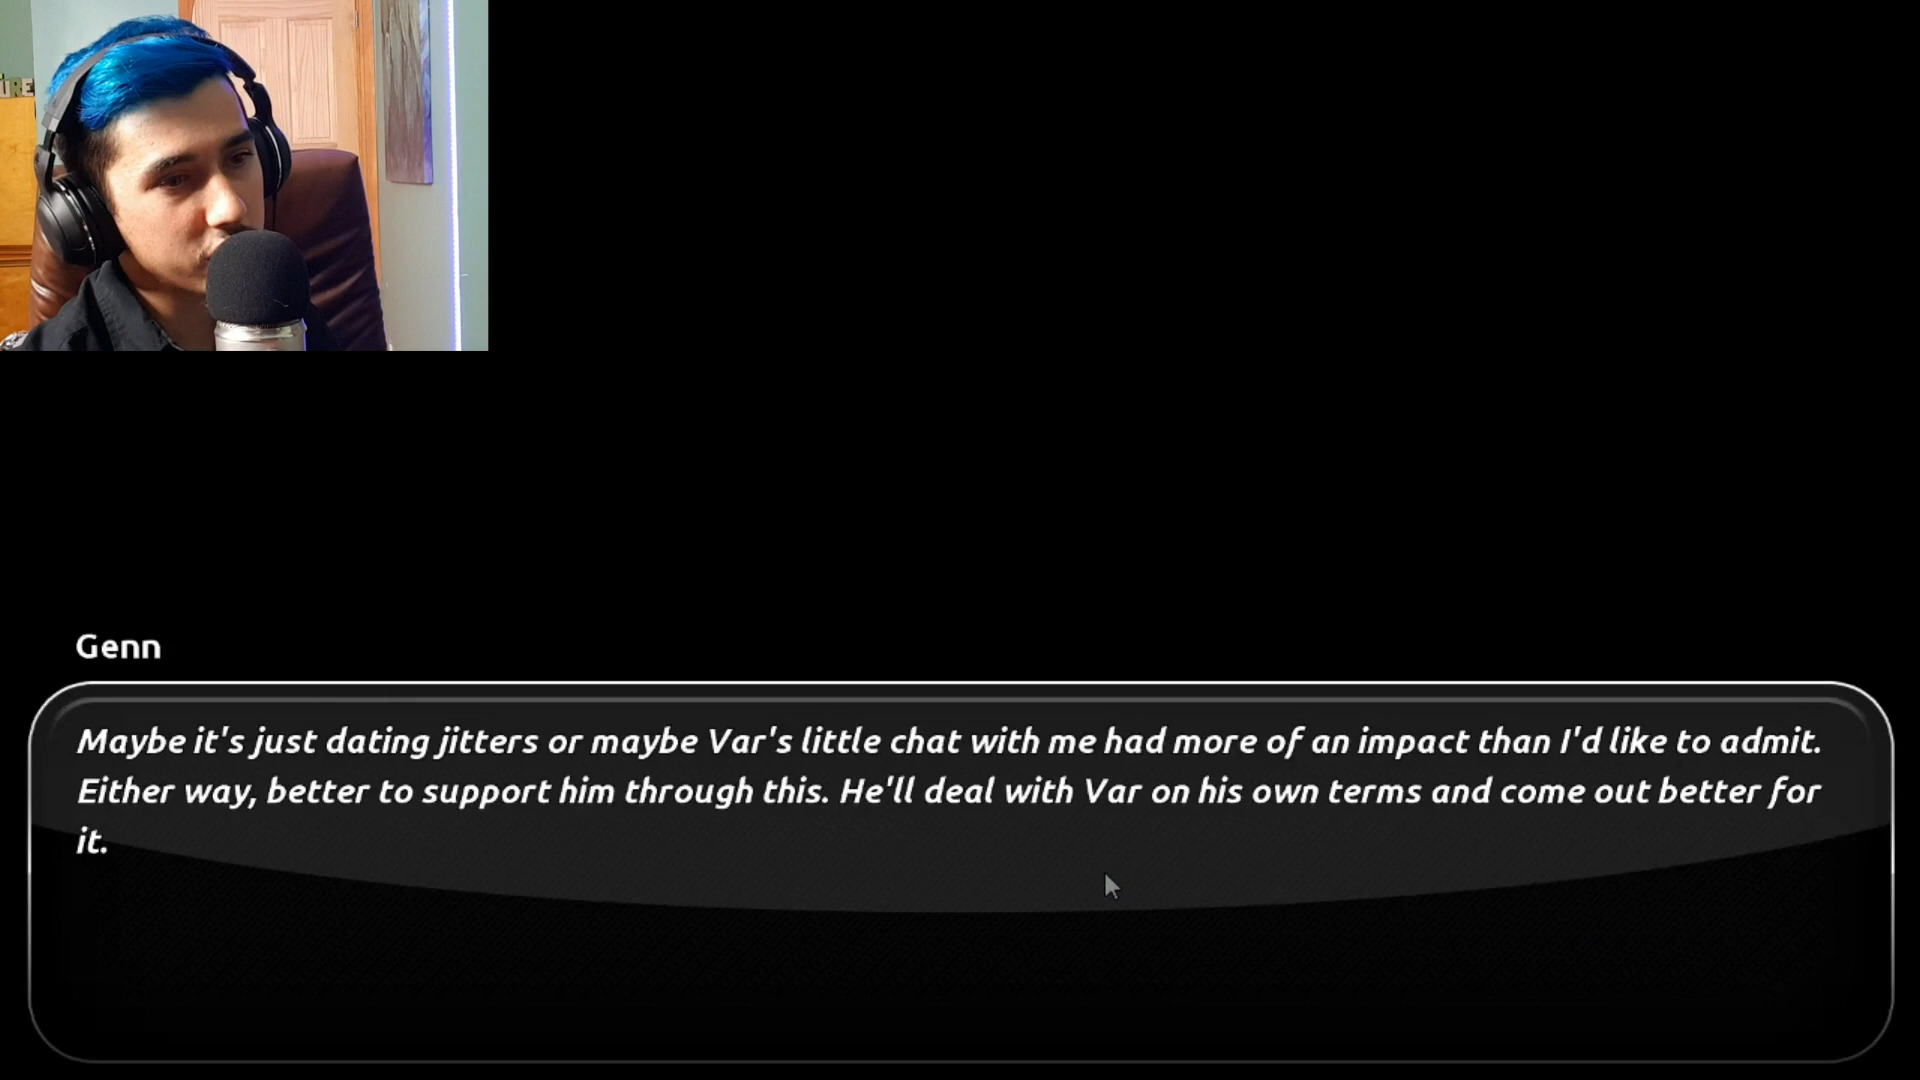 URE
Genn
Maybe it's just dating jitters or maybe Var's little chat with me had more of an impact than I'd like to admit.
Either way, better to support him through this. He'll deal with Var on his own terms and come out better for
it.